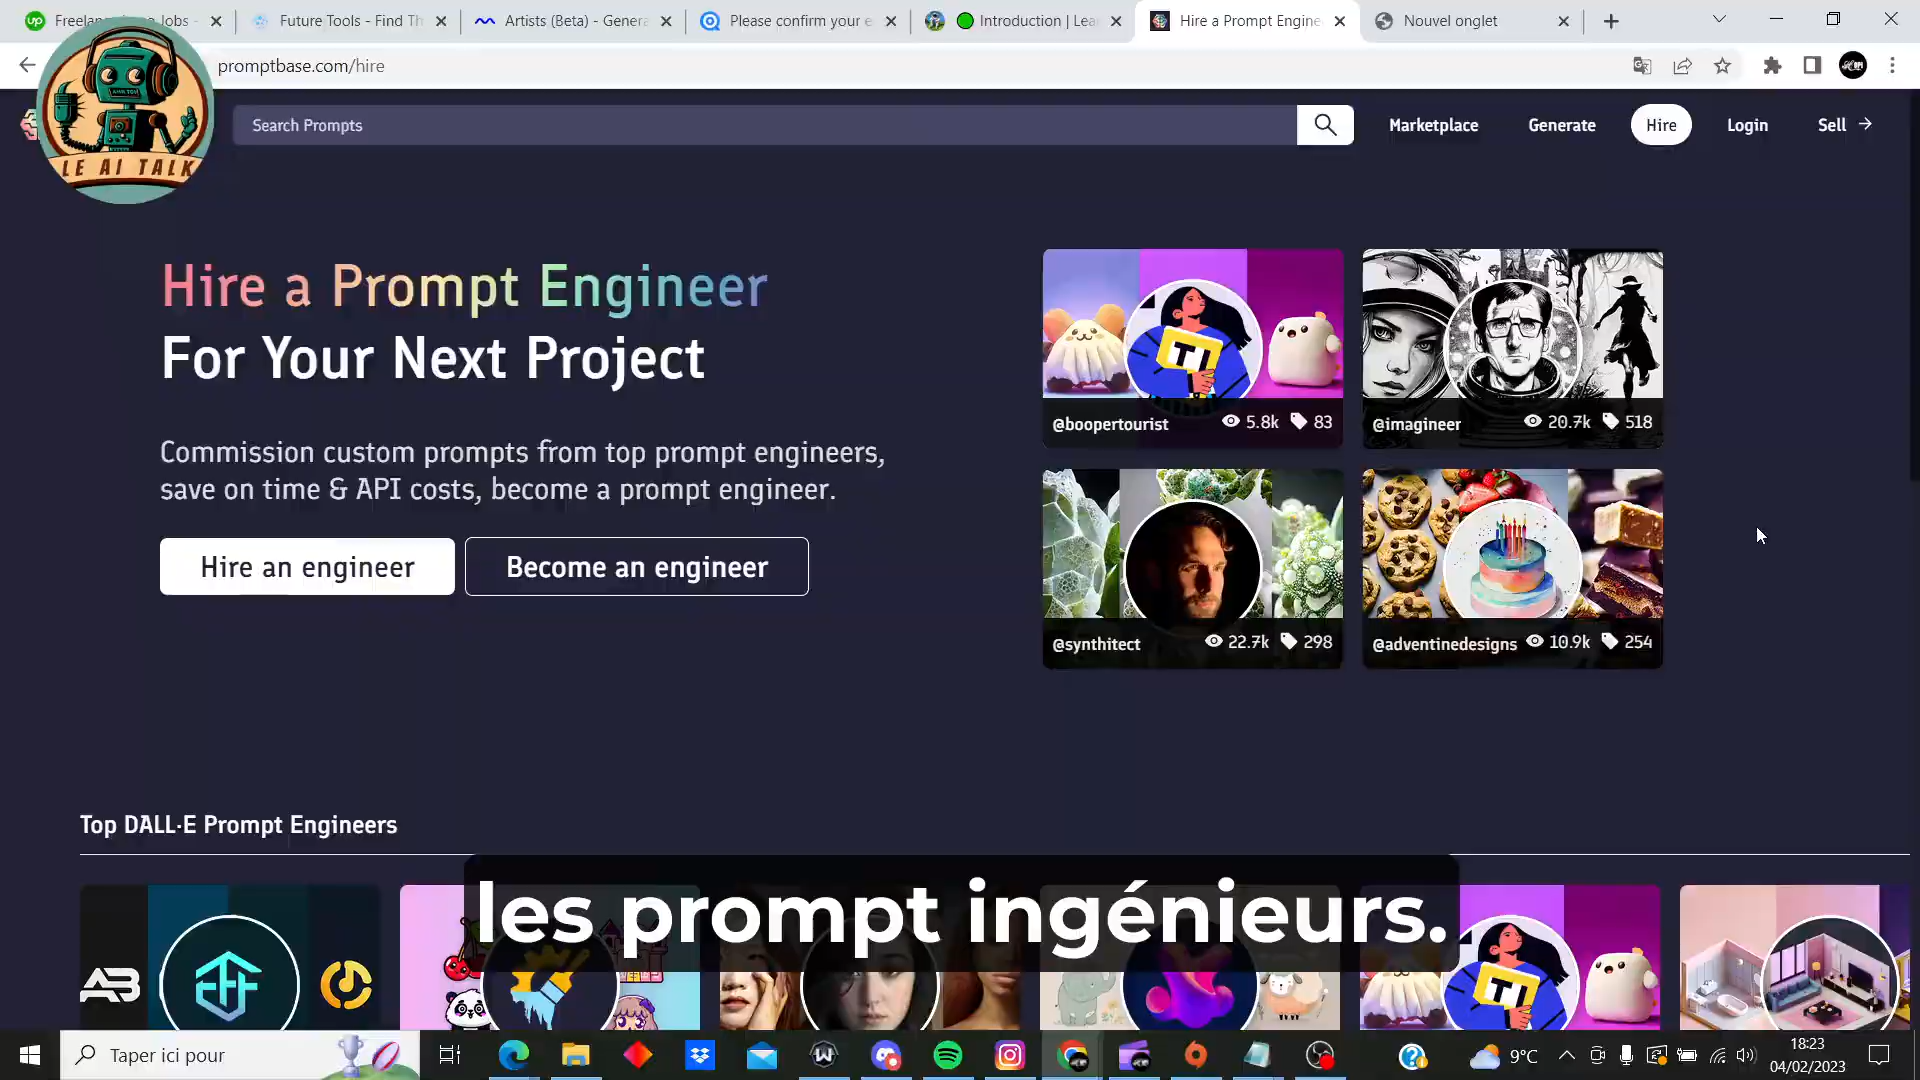 Freelan
Jobs -
Future Tools - Find Th
Artists (Beta) - Genera
Please confirm your e
Introduction | Lea
Hire a Prompt Engine
Nouvel onglet
promptbase.com/hire
LE AI TALK
Search Prompts
Marketplace
Generate
Hire
Login
Sell
Hire a Prompt Engineer
For Your Next Project
Commission custom prompts from top prompt engineers,
save on time & API costs, become a prompt engineer.
Hire an engineer
Become an engineer
@boopertourist 5.8k 83
@imagineer 20.7k 518
@synthitect 22.7k 298
@adventinedesigns 10.9k 254
Top DALL·E Prompt Engineers
les prompt ingénieurs.
Taper ici pour
9°C
18:23
04/02/2023